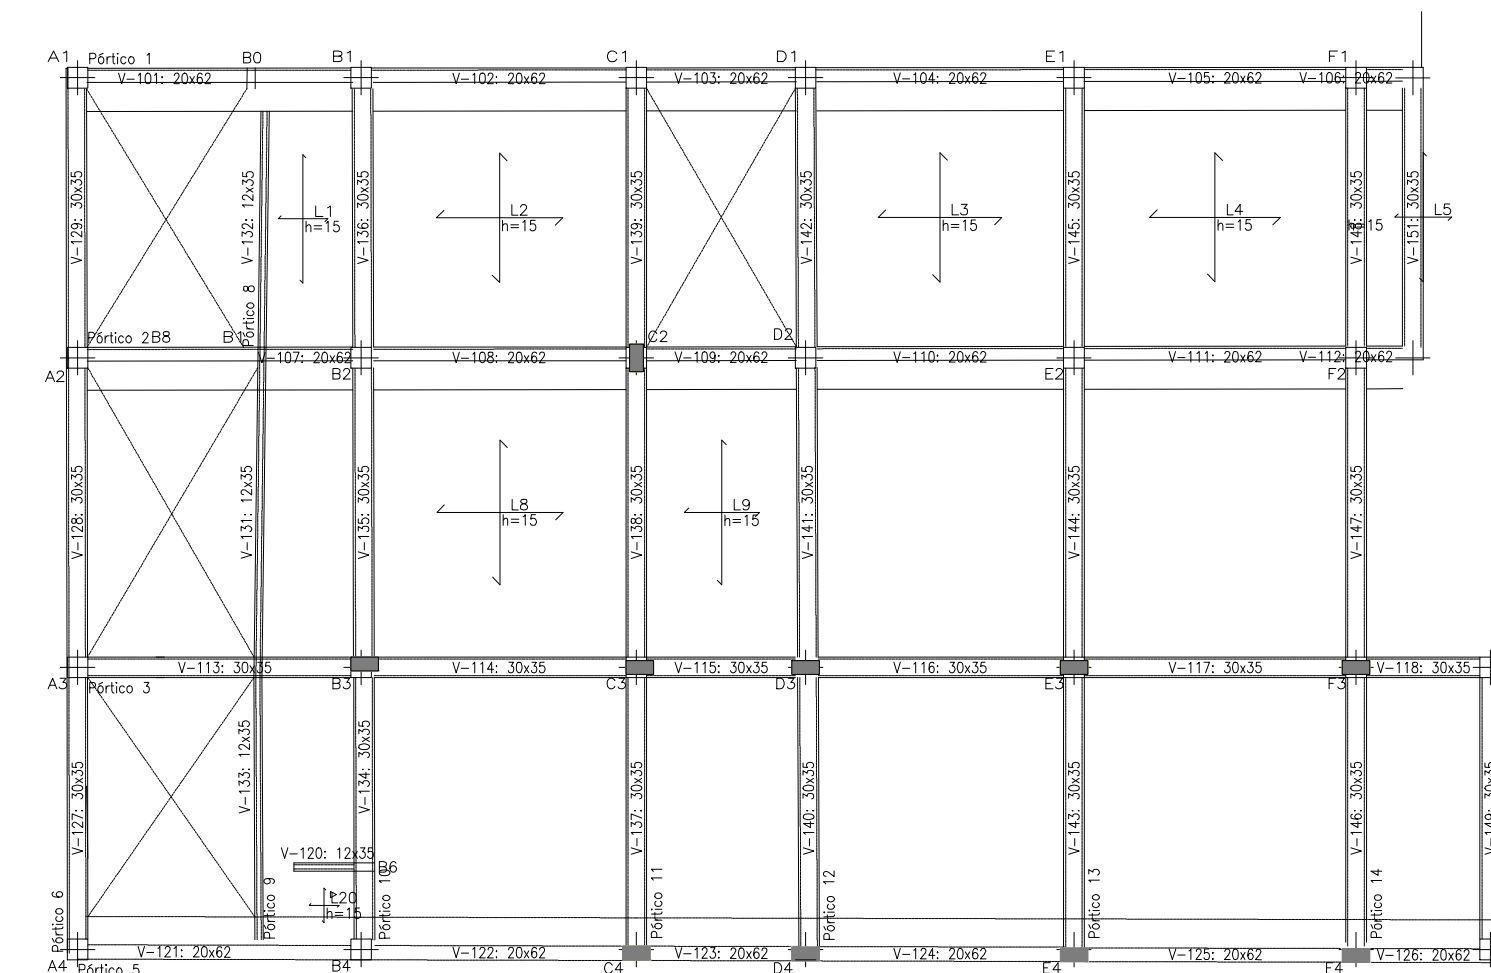 A1
Pórtico 1
B0
B1
C1
D1
E1
F1
V-101: 20x62
V-102: 20x62
V-103: 20x62
V-104: 20x62
V-105: 20x62
V-106: 20x62
V-129: 30x35
V-132: 12x35
L1
h=15
V-136: 30x35
L2
h=15
V-139: 30x35
V-142: 30x35
L3
h=15
V-145: 30x35
L4
h=15
h=15
V-151: 30x35
L5
Pórtico 8
Pórtico 2
B8
C2
D2
V-107: 20x62
V-108: 20x62
V-109: 20x62
V-110: 20x62
V-111: 20x62
V-112: 20x62
A2
B2
E2
F2
V-128: 30x35
V-131: 12x35
V-135: 30x35
L8
h=15
V-138: 30x35
L9
h=15
V-141: 30x35
V-144: 30x35
V-147: 30x35
V-113: 30x35
V-114: 30x35
V-115: 30x35
V-116: 30x35
V-117: 30x35
V-118: 30x35
A3
Pórtico 3
B3
C3
D3
E3
F3
V-127: 30x35
V-133: 12x35
V-134: 30x35
V-137: 30x35
V-140: 30x35
V-143: 30x35
V-146: 30x35
V-149: 30x35
V-120: 12x35
B6
L20
h=15
Pórtico 6
Pórtico 9
Pórtico 10
Pórtico 11
Pórtico 12
Pórtico 13
Pórtico 14
V-121: 20x62
V-122: 20x62
V-123: 20x62
V-124: 20x62
V-125: 20x62
V-126: 20x62
A4
Pórtico 5
B4
C4
D4
E4
F4